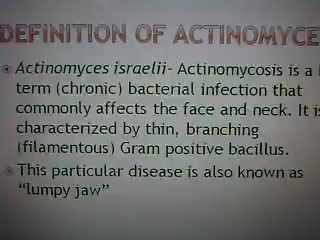 DEFINITION OF ACTINOMYCE
Actinomyces israelii- Actinomycosis is a
term (chronic) bacterial infection that
commonly affects the face and neck. It is
characterized by thin, branching
(filamentous) Gram positive bacillus.
This particular disease is also known as
“lumpy jaw”